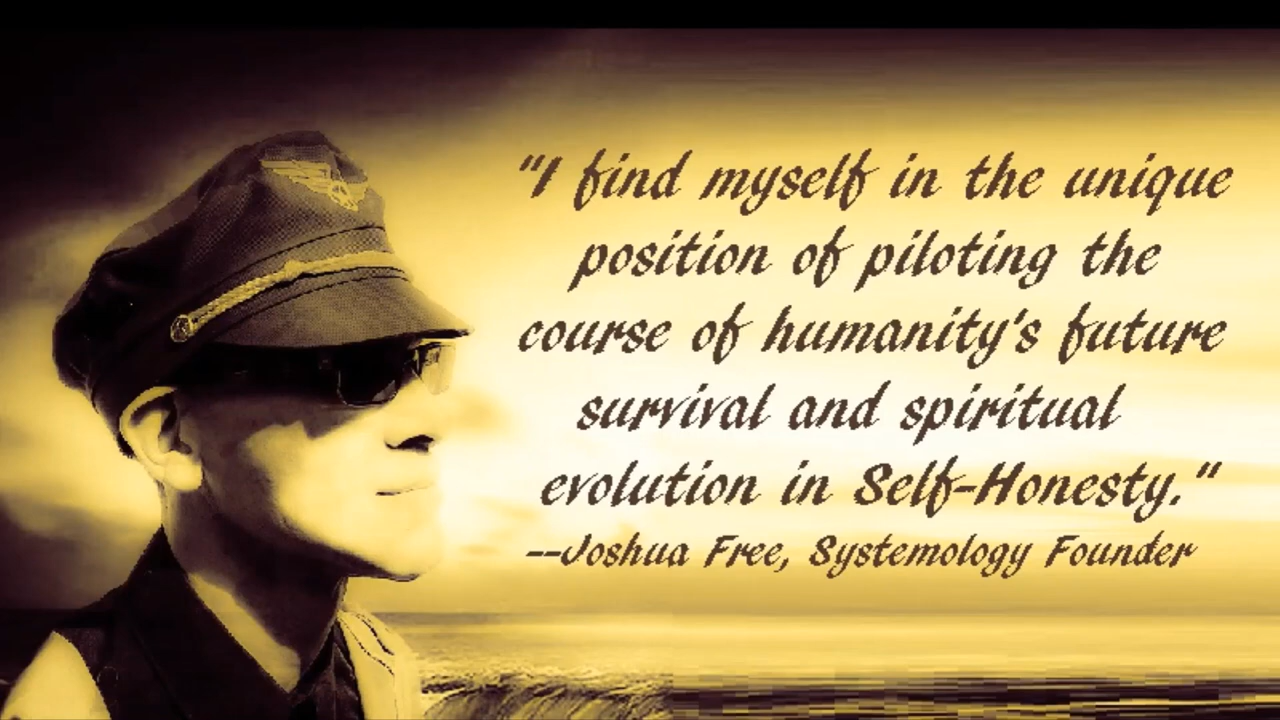 "I find myself in the unique
position of piloting the
course of humanity's future
survival and spiritual
evolution in Self-Honesty."
--Joshua Free, Systemology Founder